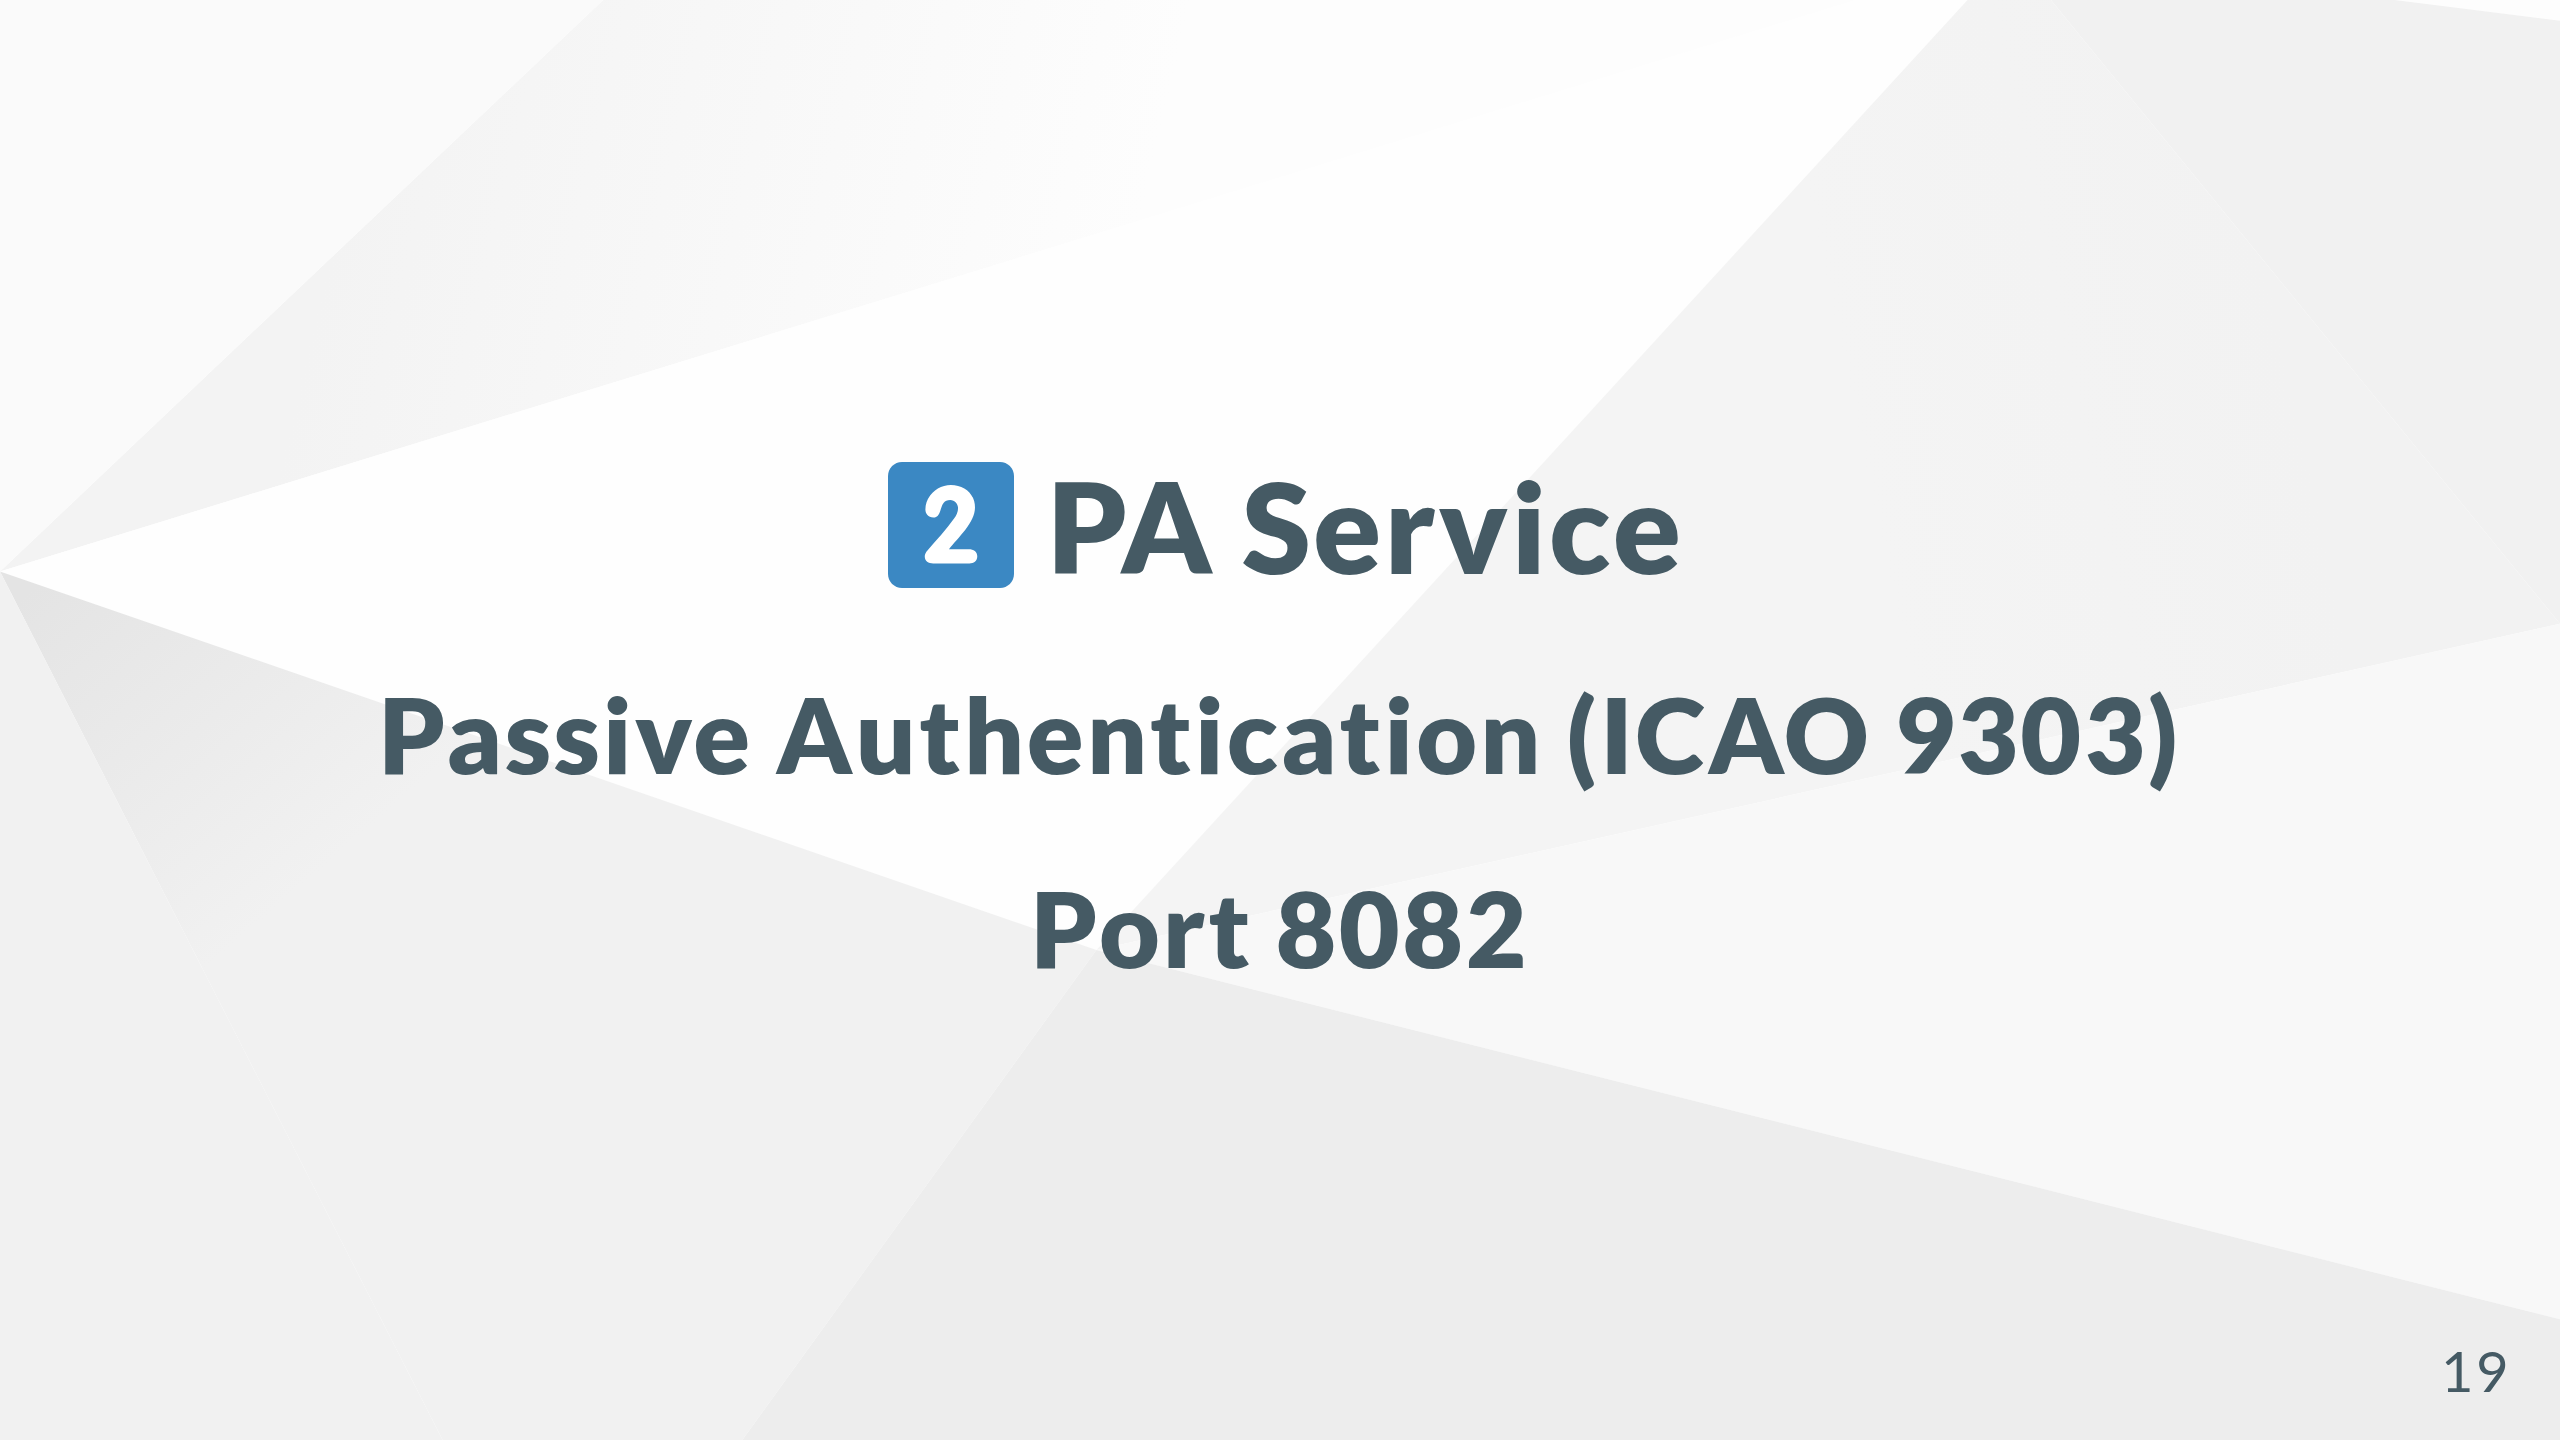 2 PA Service
Passive Authentication (ICAO 9303)
Port 8082
19